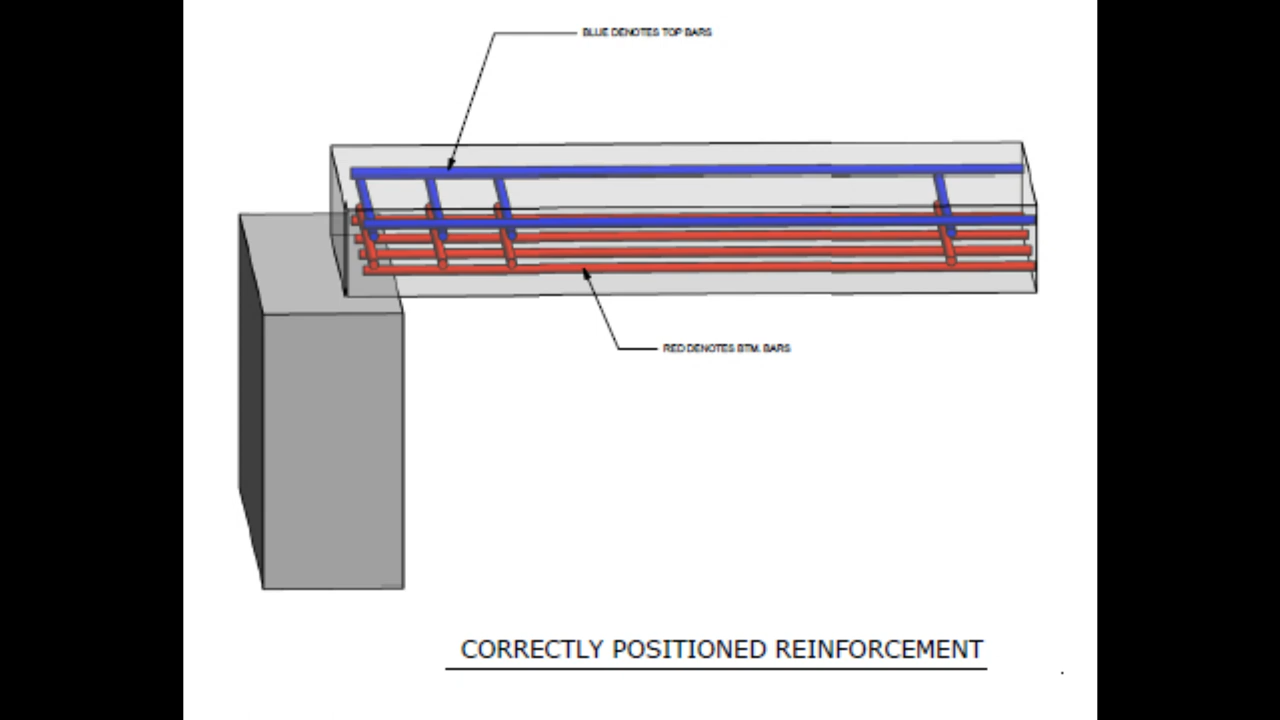 BLUE DENOTES TOP BARS
RED DENOTES BTM. BARS
CORRECTLY POSITIONED REINFORCEMENT